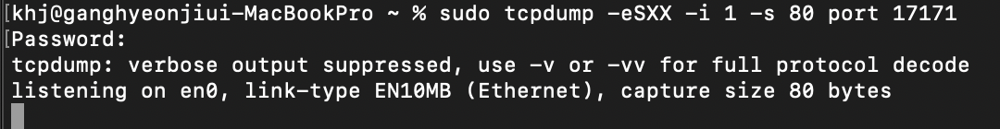 [khj@ganghyeonjiui-MacBookPro ~ % sudo tcpdump -eSXX -i 1 -s 80 port 17171
[Password:
tcpdump: verbose output suppressed, use -v or -vv for full protocol decode
listening on en0, link-type EN10MB (Ethernet), capture size 80 bytes